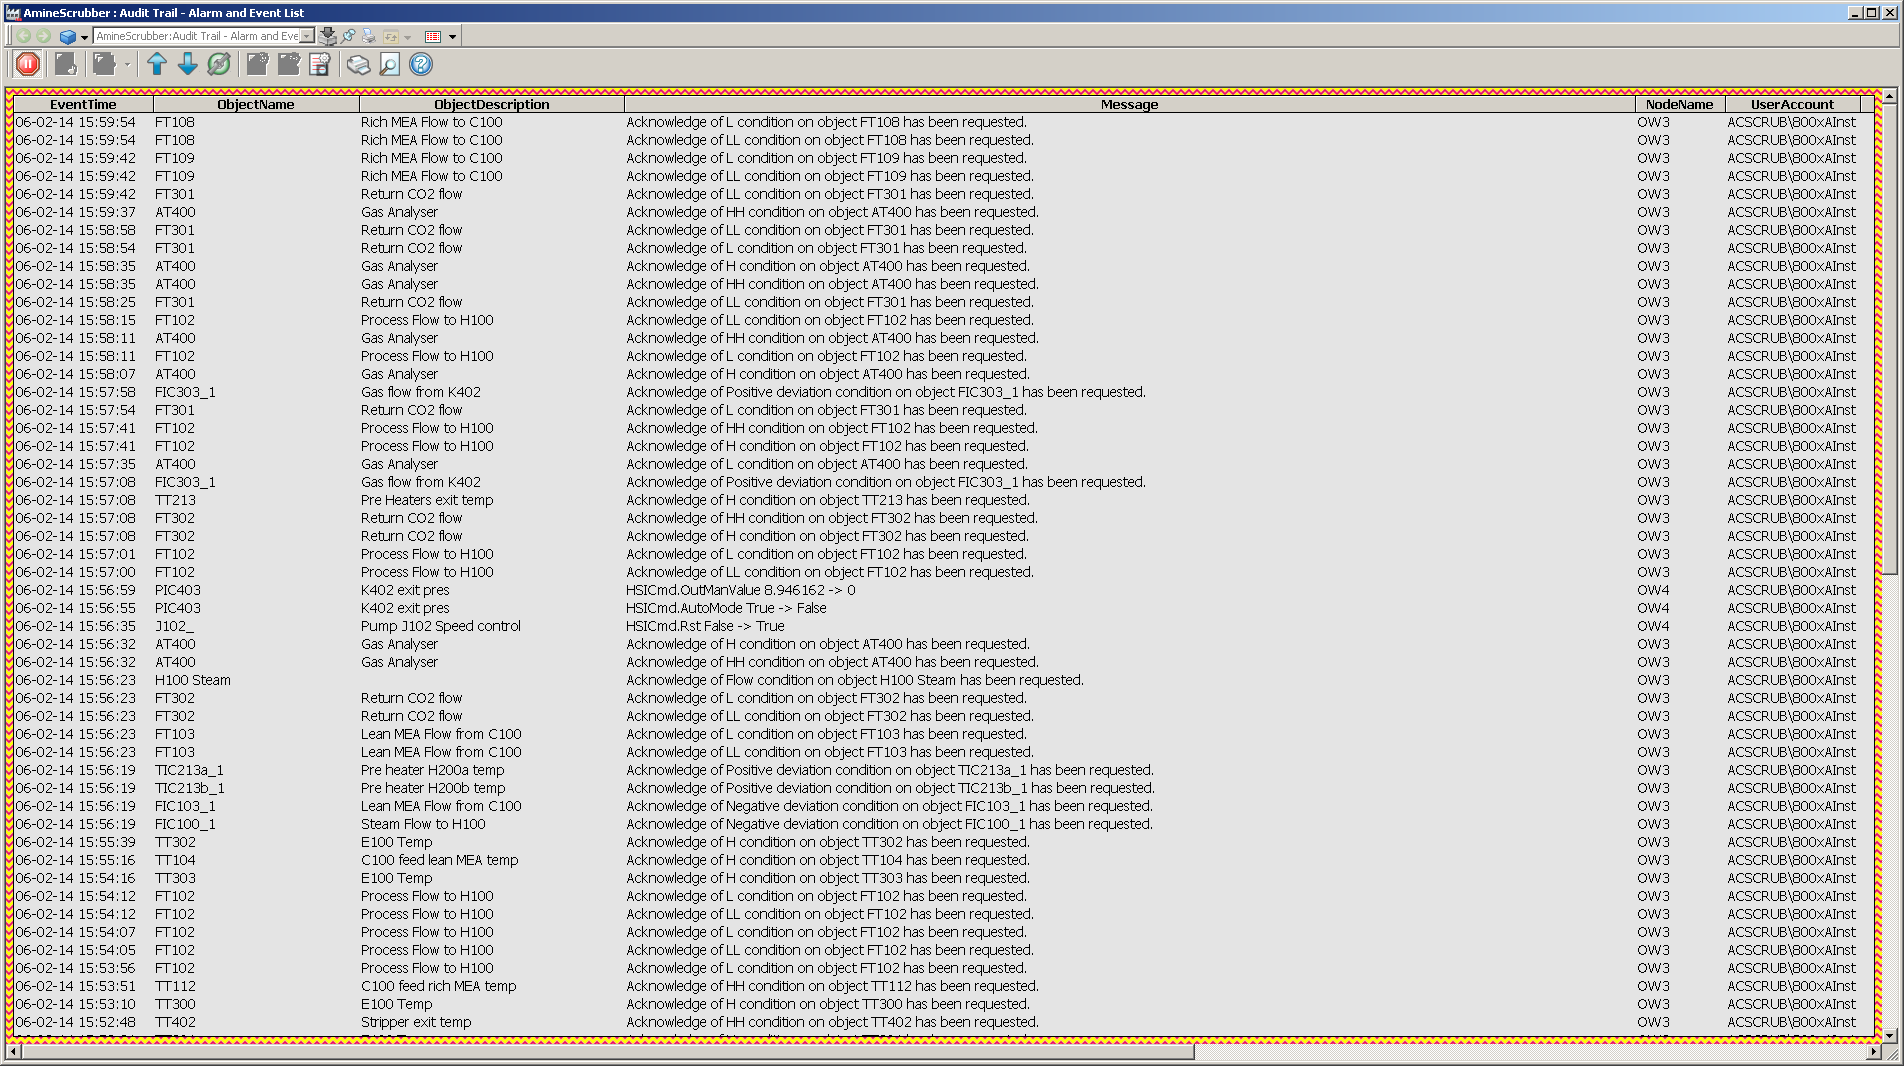 AmineScrubber : Audit Trail - Alarm and Event List
AmineScrubber:Audit Trail - Alarm and Eve
EventTime ObjectName ObjectDescription Message NodeName UserAccount
06-02-14 15:59:54 FT108 Rich MEA Flow to C100 Acknowledge of L condition on object FT108 has been requested. OW3 ACSCRUB\800xAInst
06-02-14 15:59:54 FT108 Rich MEA Flow to C100 Acknowledge of LL condition on object FT108 has been requested. OW3 ACSCRUB\800xAInst
06-02-14 15:59:42 FT109 Rich MEA Flow to C100 Acknowledge of L condition on object FT109 has been requested. OW3 ACSCRUB\800xAInst
06-02-14 15:59:42 FT109 Rich MEA Flow to C100 Acknowledge of LL condition on object FT109 has been requested. OW3 ACSCRUB\800xAInst
06-02-14 15:59:42 FT301 Return CO2 flow Acknowledge of LL condition on object FT301 has been requested. OW3 ACSCRUB\800xAInst
06-02-14 15:59:37 AT400 Gas Analyser Acknowledge of HH condition on object AT400 has been requested. OW3 ACSCRUB\800xAInst
06-02-14 15:58:58 FT301 Return CO2 flow Acknowledge of LL condition on object FT301 has been requested. OW3 ACSCRUB\800xAInst
06-02-14 15:58:54 FT301 Return CO2 flow Acknowledge of L condition on object FT301 has been requested. OW3 ACSCRUB\800xAInst
06-02-14 15:58:35 AT400 Gas Analyser Acknowledge of H condition on object AT400 has been requested. OW3 ACSCRUB\800xAInst
06-02-14 15:58:35 AT400 Gas Analyser Acknowledge of HH condition on object AT400 has been requested. OW3 ACSCRUB\800xAInst
06-02-14 15:58:25 FT301 Return CO2 flow Acknowledge of LL condition on object FT301 has been requested. OW3 ACSCRUB\800xAInst
06-02-14 15:58:15 FT102 Process Flow to H100 Acknowledge of LL condition on object FT102 has been requested. OW3 ACSCRUB\800xAInst
06-02-14 15:58:11 AT400 Gas Analyser Acknowledge of HH condition on object AT400 has been requested. OW3 ACSCRUB\800xAInst
06-02-14 15:58:11 FT102 Process Flow to H100 Acknowledge of L condition on object FT102 has been requested. OW3 ACSCRUB\800xAInst
06-02-14 15:58:07 AT400 Gas Analyser Acknowledge of H condition on object AT400 has been requested. OW3 ACSCRUB\800xAInst
06-02-14 15:57:58 FIC303_1 Gas flow from K402 Acknowledge of Positive deviation condition on object FIC303_1 has been requested. OW3 ACSCRUB\800xAInst
06-02-14 15:57:54 FT301 Return CO2 flow Acknowledge of L condition on object FT301 has been requested. OW3 ACSCRUB\800xAInst
06-02-14 15:57:41 FT102 Process Flow to H100 Acknowledge of HH condition on object FT102 has been requested. OW3 ACSCRUB\800xAInst
06-02-14 15:57:41 FT102 Process Flow to H100 Acknowledge of H condition on object FT102 has been requested. OW3 ACSCRUB\800xAInst
06-02-14 15:57:35 AT400 Gas Analyser Acknowledge of L condition on object AT400 has been requested. OW3 ACSCRUB\800xAInst
06-02-14 15:57:08 FIC303_1 Gas flow from K402 Acknowledge of Positive deviation condition on object FIC303_1 has been requested. OW3 ACSCRUB\800xAInst
06-02-14 15:57:08 TT213 Pre Heaters exit temp Acknowledge of H condition on object TT213 has been requested. OW3 ACSCRUB\800xAInst
06-02-14 15:57:08 FT302 Return CO2 flow Acknowledge of HH condition on object FT302 has been requested. OW3 ACSCRUB\800xAInst
06-02-14 15:57:08 FT302 Return CO2 flow Acknowledge of H condition on object FT302 has been requested. OW3 ACSCRUB\800xAInst
06-02-14 15:57:01 FT102 Process Flow to H100 Acknowledge of L condition on object FT102 has been requested. OW3 ACSCRUB\800xAInst
06-02-14 15:57:00 FT102 Process Flow to H100 Acknowledge of LL condition on object FT102 has been requested. OW3 ACSCRUB\800xAInst
06-02-14 15:56:59 PIC403 K402 exit pres HSICmd.OutManValue 8.946162 -> 0 OW4 ACSCRUB\800xAInst
06-02-14 15:56:55 PIC403 K402 exit pres HSICmd.AutoMode True -> False OW4 ACSCRUB\800xAInst
06-02-14 15:56:35 J102_ Pump J102 Speed control HSICmd.Rst False -> True OW4 ACSCRUB\800xAInst
06-02-14 15:56:32 AT400 Gas Analyser Acknowledge of H condition on object AT400 has been requested. OW3 ACSCRUB\800xAInst
06-02-14 15:56:32 AT400 Gas Analyser Acknowledge of HH condition on object AT400 has been requested. OW3 ACSCRUB\800xAInst
06-02-14 15:56:23 H100 Steam Acknowledge of Flow condition on object H100 Steam has been requested. OW3 ACSCRUB\800xAInst
06-02-14 15:56:23 FT302 Return CO2 flow Acknowledge of L condition on object FT302 has been requested. OW3 ACSCRUB\800xAInst
06-02-14 15:56:23 FT302 Return CO2 flow Acknowledge of LL condition on object FT302 has been requested. OW3 ACSCRUB\800xAInst
06-02-14 15:56:23 FT103 Lean MEA Flow from C100 Acknowledge of L condition on object FT103 has been requested. OW3 ACSCRUB\800xAInst
06-02-14 15:56:23 FT103 Lean MEA Flow from C100 Acknowledge of LL condition on object FT103 has been requested. OW3 ACSCRUB\800xAInst
06-02-14 15:56:19 TIC213a_1 Pre heater H200a temp Acknowledge of Positive deviation condition on object TIC213a_1 has been requested. OW3 ACSCRUB\800xAInst
06-02-14 15:56:19 TIC213b_1 Pre heater H200b temp Acknowledge of Positive deviation condition on object TIC213b_1 has been requested. OW3 ACSCRUB\800xAInst
06-02-14 15:56:19 FIC103_1 Lean MEA Flow from C100 Acknowledge of Negative deviation condition on object FIC103_1 has been requested. OW3 ACSCRUB\800xAInst
06-02-14 15:56:19 FIC100_1 Steam Flow to H100 Acknowledge of Negative deviation condition on object FIC100_1 has been requested. OW3 ACSCRUB\800xAInst
06-02-14 15:55:39 TT302 E100 Temp Acknowledge of H condition on object TT302 has been requested. OW3 ACSCRUB\800xAInst
06-02-14 15:55:16 TT104 C100 feed lean MEA temp Acknowledge of H condition on object TT104 has been requested. OW3 ACSCRUB\800xAInst
06-02-14 15:54:16 TT303 E100 Temp Acknowledge of H condition on object TT303 has been requested. OW3 ACSCRUB\800xAInst
06-02-14 15:54:12 FT102 Process Flow to H100 Acknowledge of L condition on object FT102 has been requested. OW3 ACSCRUB\800xAInst
06-02-14 15:54:12 FT102 Process Flow to H100 Acknowledge of LL condition on object FT102 has been requested. OW3 ACSCRUB\800xAInst
06-02-14 15:54:07 FT102 Process Flow to H100 Acknowledge of L condition on object FT102 has been requested. OW3 ACSCRUB\800xAInst
06-02-14 15:54:05 FT102 Process Flow to H100 Acknowledge of LL condition on object FT102 has been requested. OW3 ACSCRUB\800xAInst
06-02-14 15:53:56 FT102 Process Flow to H100 Acknowledge of L condition on object FT102 has been requested. OW3 ACSCRUB\800xAInst
06-02-14 15:53:51 TT112 C100 feed rich MEA temp Acknowledge of HH condition on object TT112 has been requested. OW3 ACSCRUB\800xAInst
06-02-14 15:53:10 TT300 E100 Temp Acknowledge of H condition on object TT300 has been requested. OW3 ACSCRUB\800xAInst
06-02-14 15:52:48 TT402 Stripper exit temp Acknowledge of HH condition on object TT402 has been requested. OW3 ACSCRUB\800xAInst